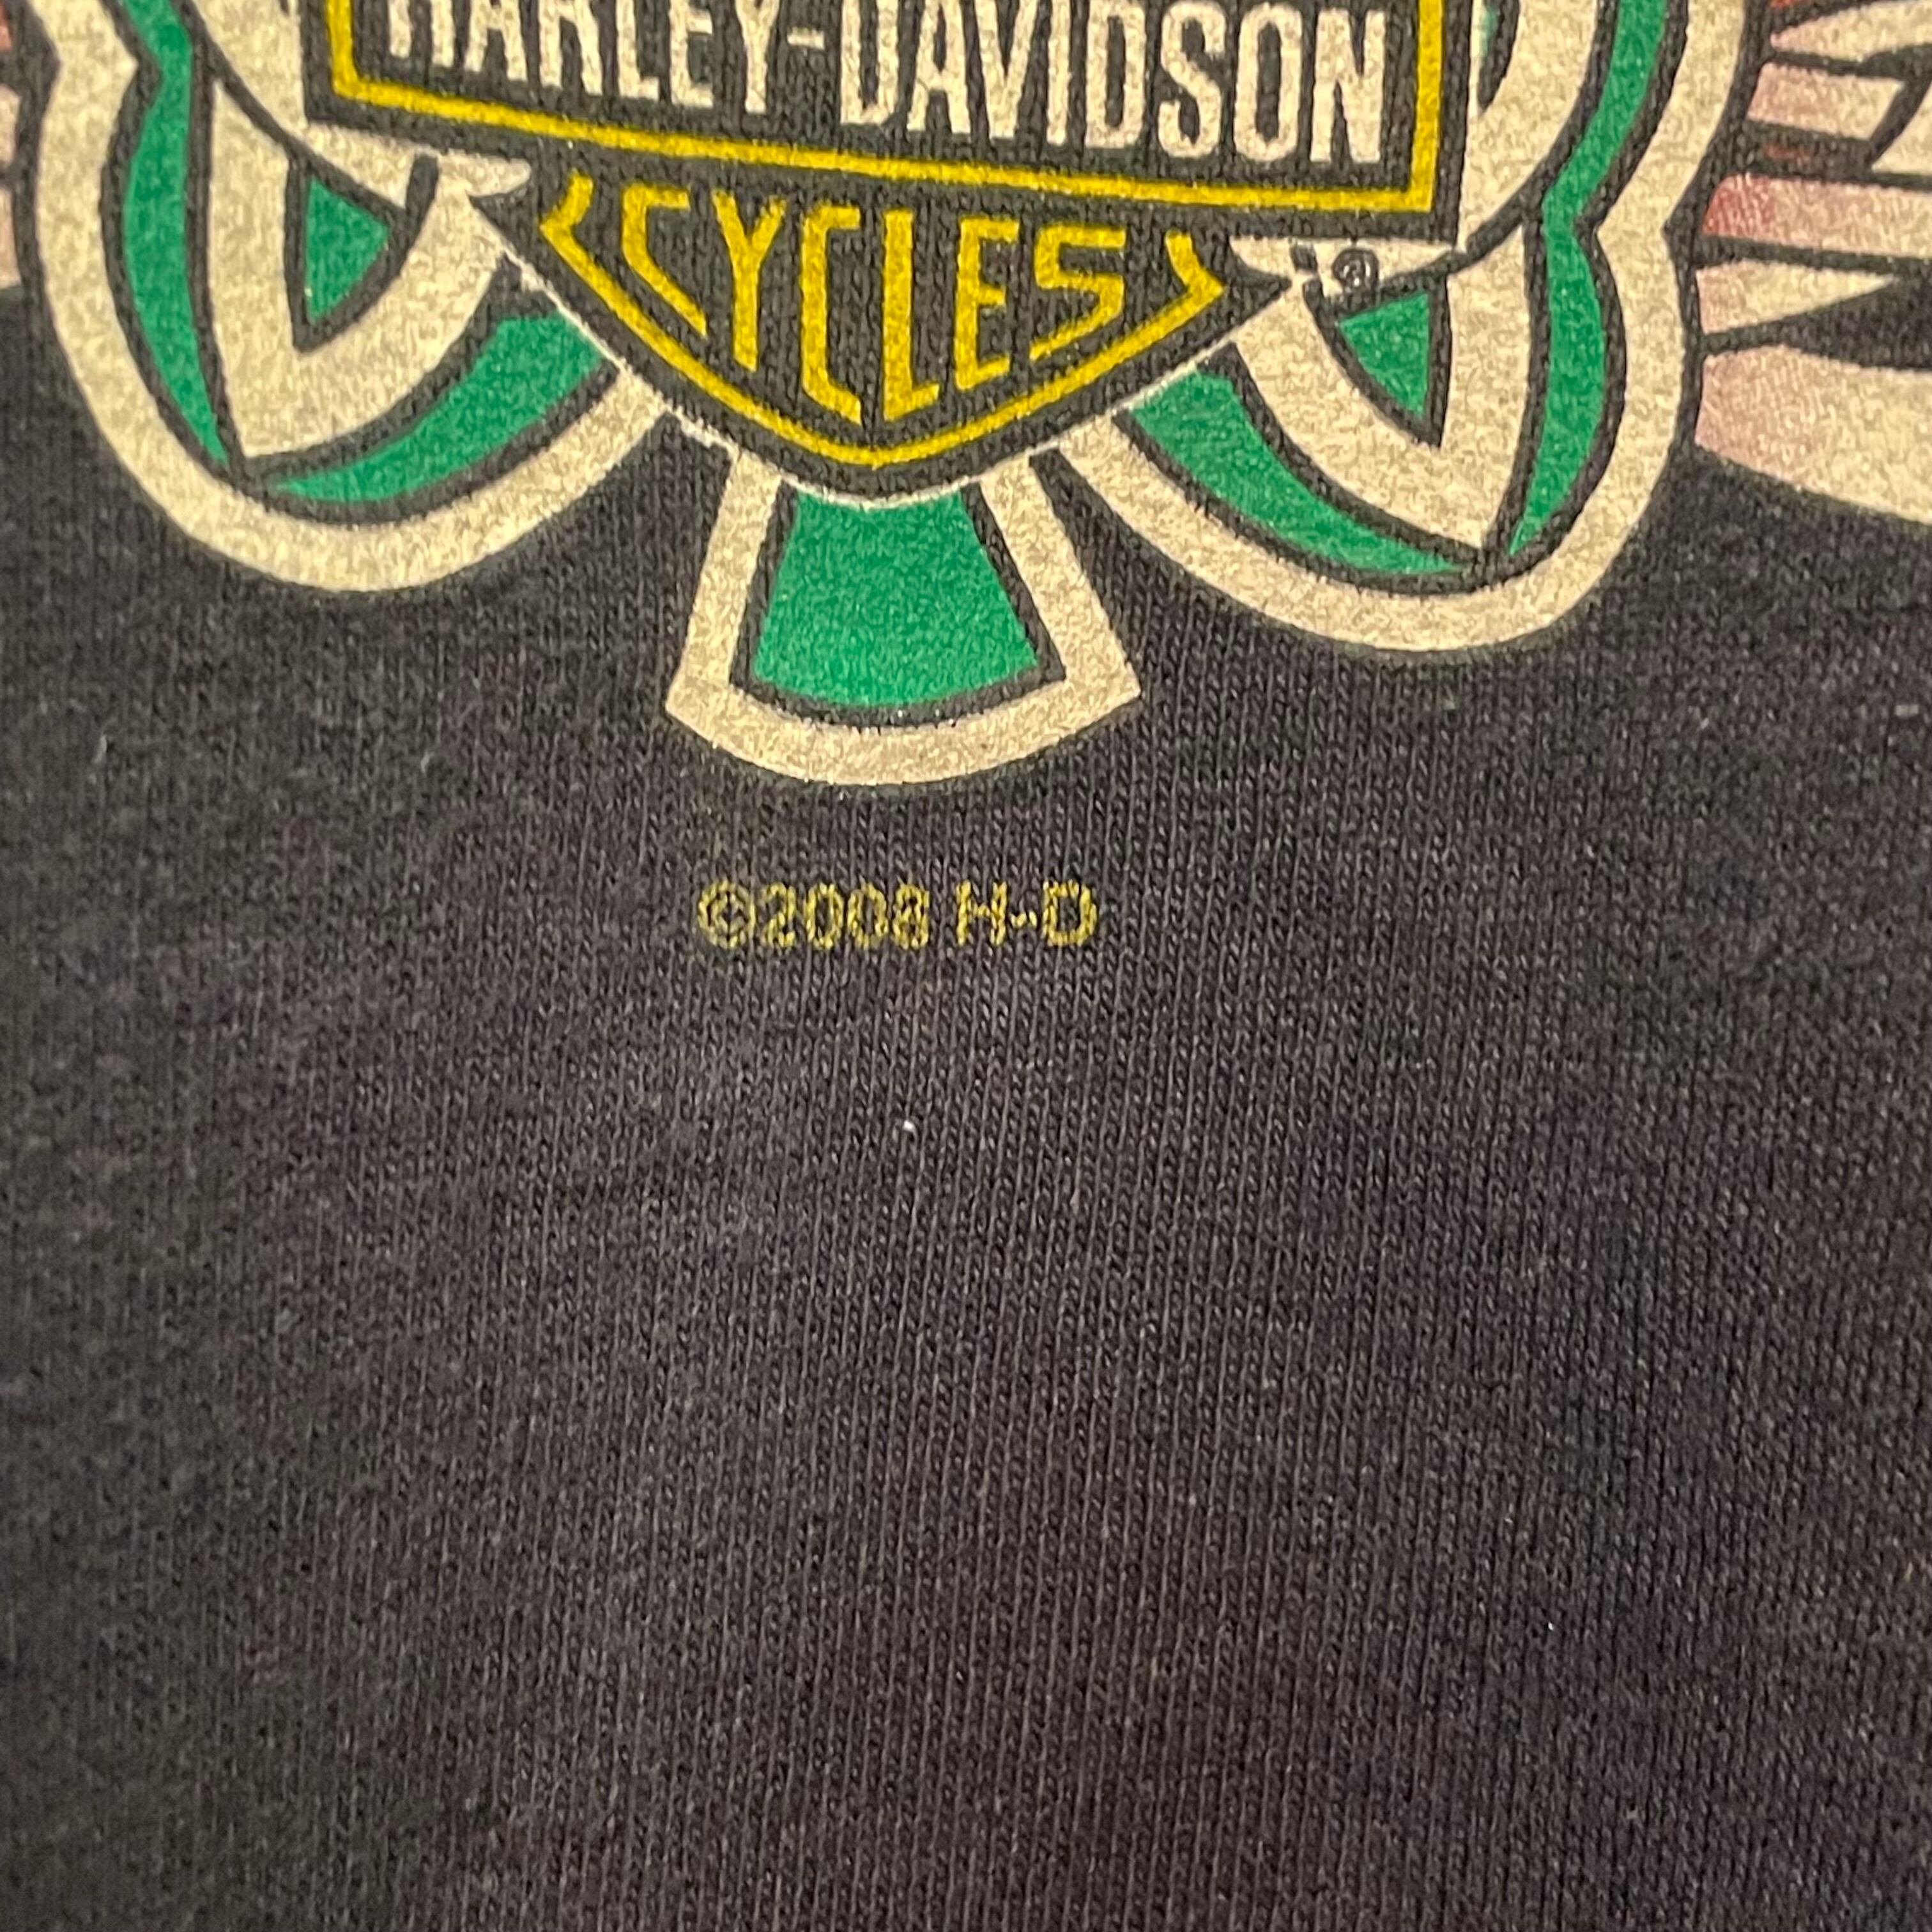 HARLEY-DAVIDSON
CYCLES
®
©2008 H-D